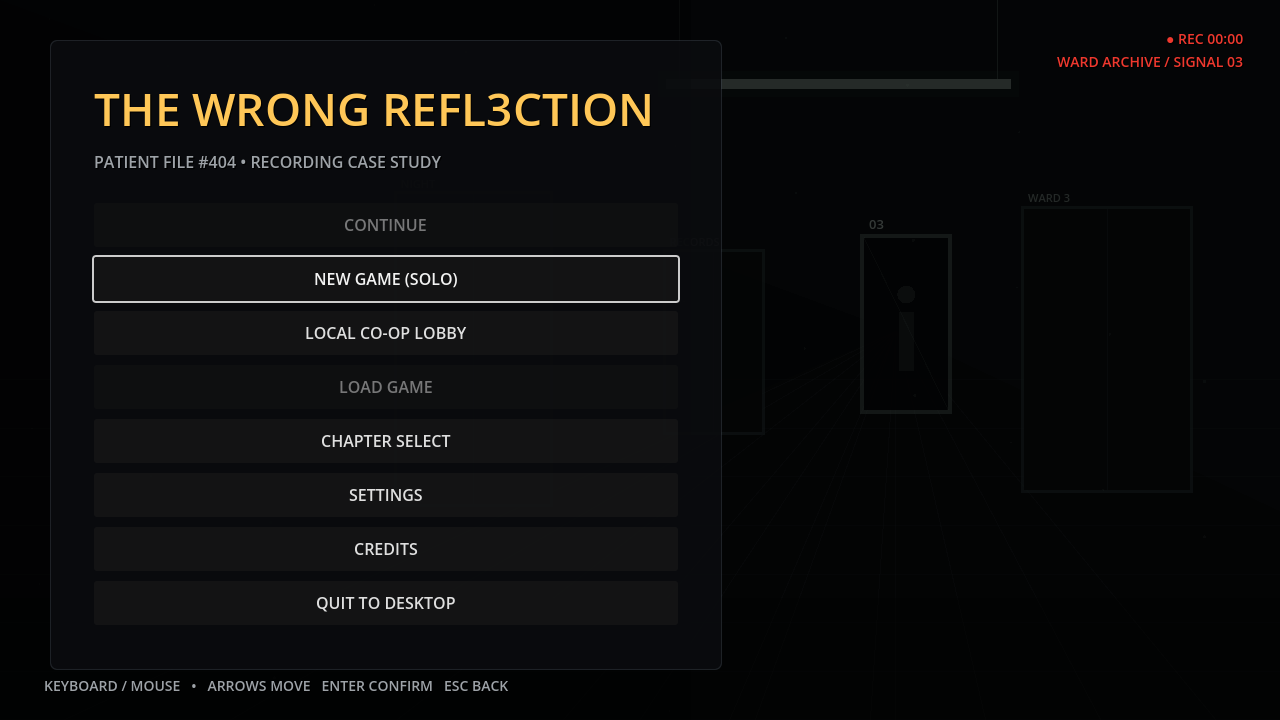 ● REC 00:00
WARD ARCHIVE / SIGNAL 03
THE WRONG REFL3CTION
PATIENT FILE #404 • RECORDING CASE STUDY
CONTINUE
NEW GAME (SOLO)
LOCAL CO-OP LOBBY
LOAD GAME
CHAPTER SELECT
SETTINGS
CREDITS
QUIT TO DESKTOP
03
WARD 3
KEYBOARD / MOUSE • ARROWS MOVE ENTER CONFIRM ESC BACK